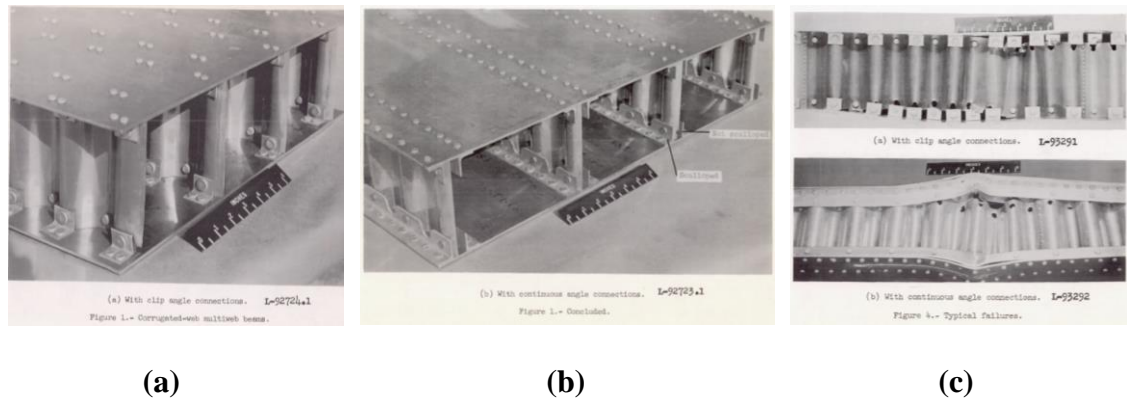 (a) With clip angle connections. L-92724.1
Figure 1.- Corrugated-web multiweb beams.
Not scalloped
Scalloped
(b) With continuous angle connections. L-92723.1
Figure 1.- Concluded.
(a) With clip angle connections. L-93291
(b) With continuous angle connections. L-93292
Figure 4.- Typical failures.
(a)
(b)
(c)